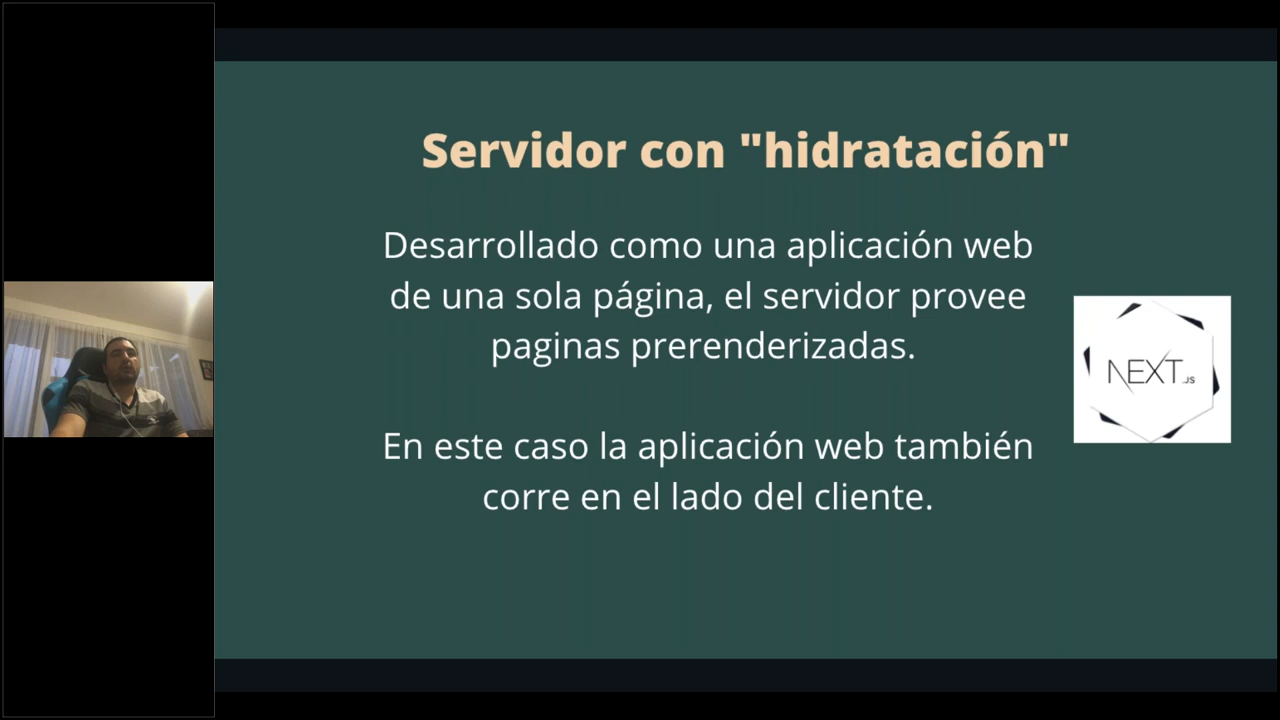 Servidor con "hidratación"
Desarrollado como una aplicación web
de una sola página, el servidor provee
paginas prerenderizadas.
En este caso la aplicación web también
corre en el lado del cliente.
NEXT.JS